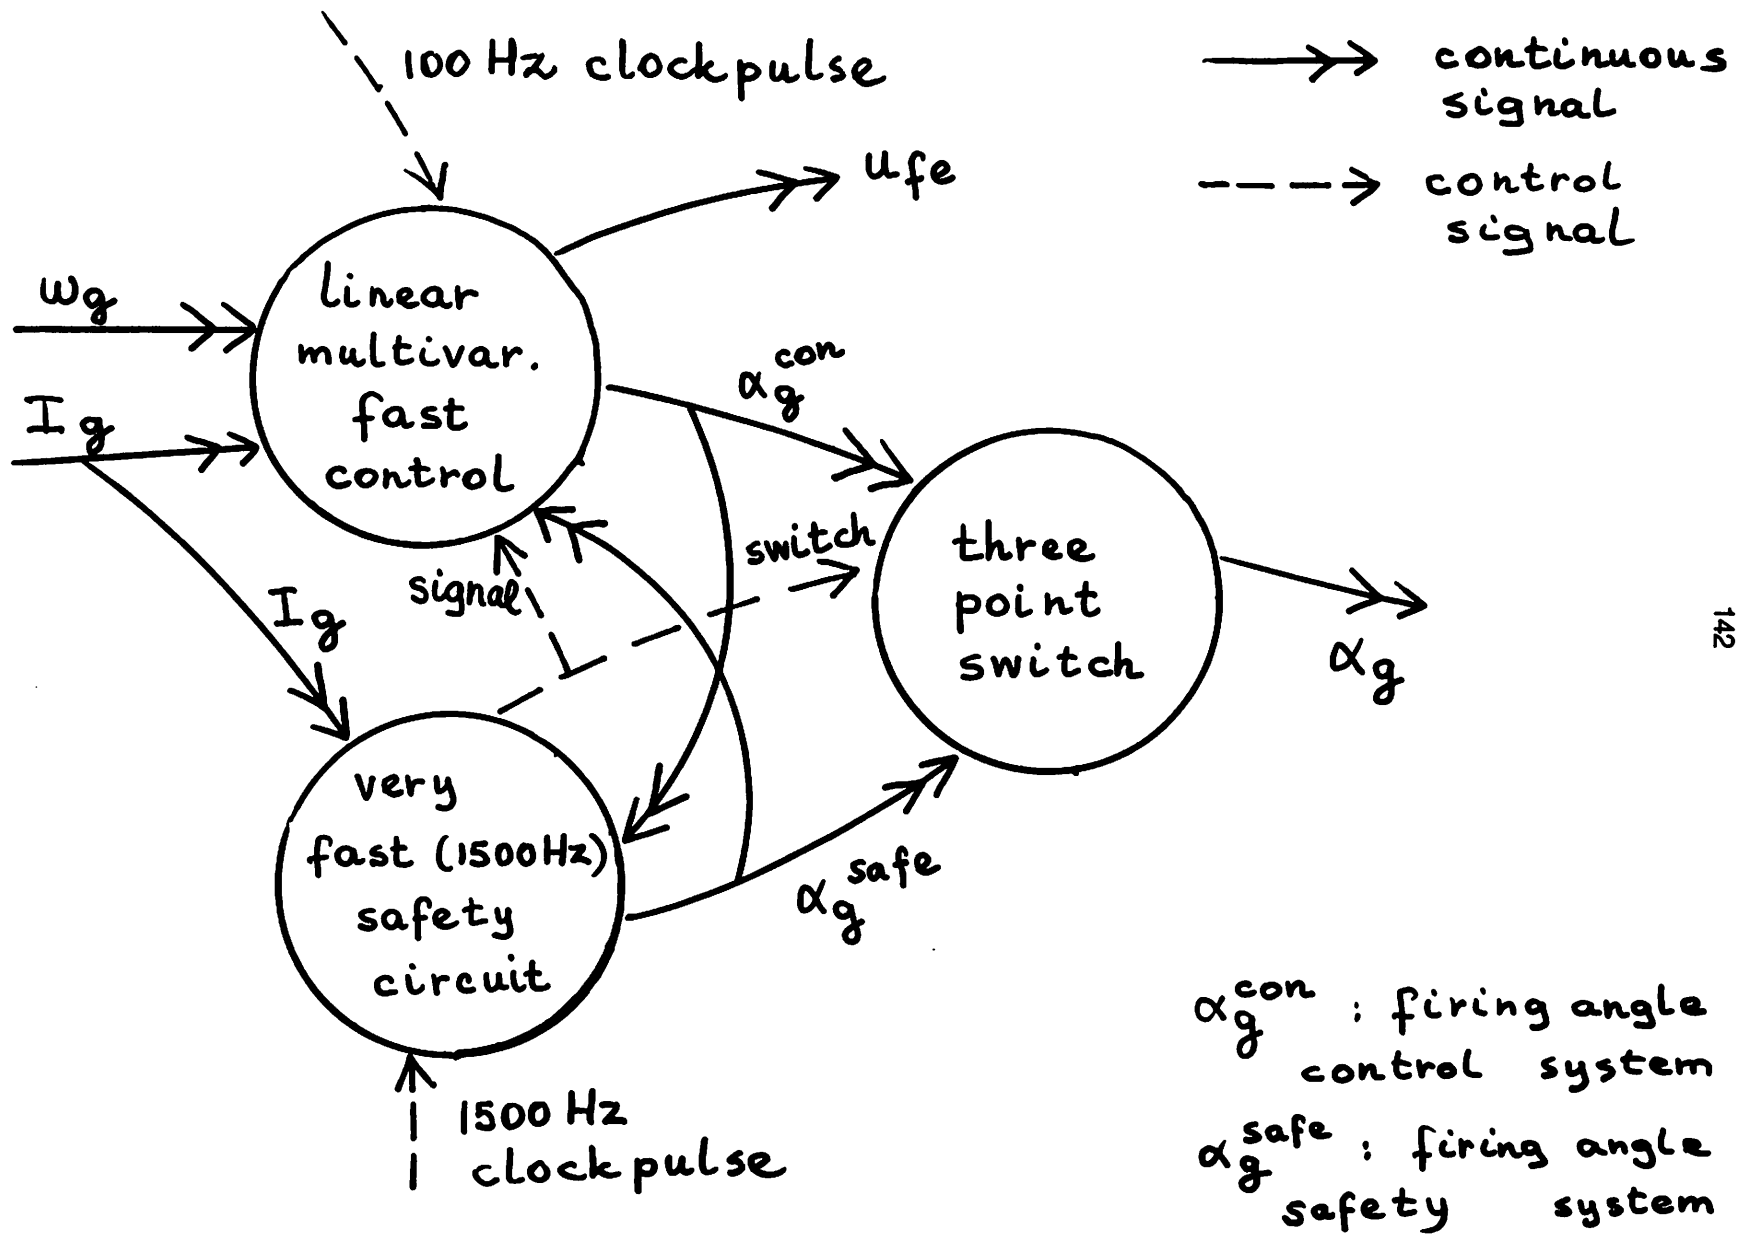 100 Hz clockpulse
continuous
signal
control
signal
ufe
ωg
Ig
linear
multivar.
fast
control
αg^con
switch
signal
Ig
three
point
switch
αg
142
very
fast (1500Hz)
safety
circuit
αg^safe
1500 Hz
clockpulse
αg^con : firing angle
control system
αg^safe : firing angle
safety system